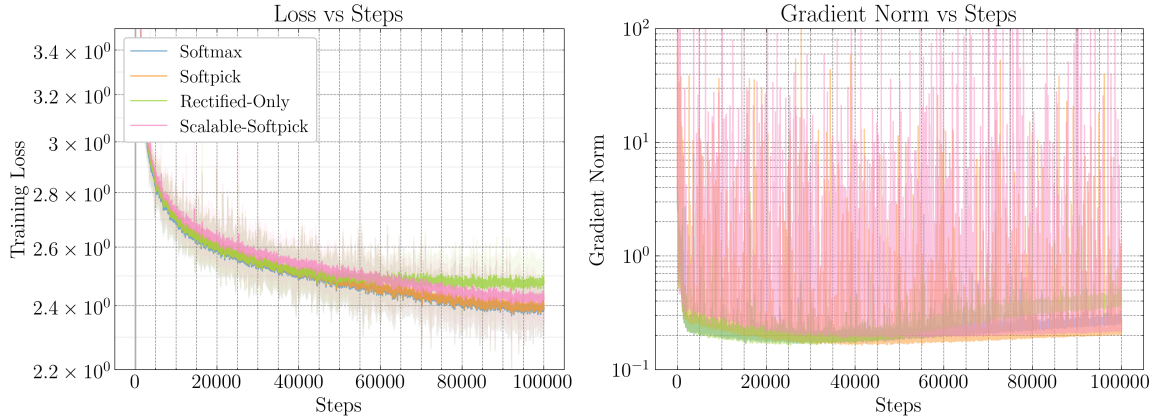 Loss vs Steps
3.4 × 10⁰
3.2 × 10⁰
3 × 10⁰
2.8 × 10⁰
2.6 × 10⁰
2.4 × 10⁰
2.2 × 10⁰
Training Loss
Softmax
Softpick
Rectified-Only
Scalable-Softpick
0 20000 40000 60000 80000 100000
Steps
Gradient Norm vs Steps
10²
10¹
10⁰
10⁻¹
Gradient Norm
0 20000 40000 60000 80000 100000
Steps